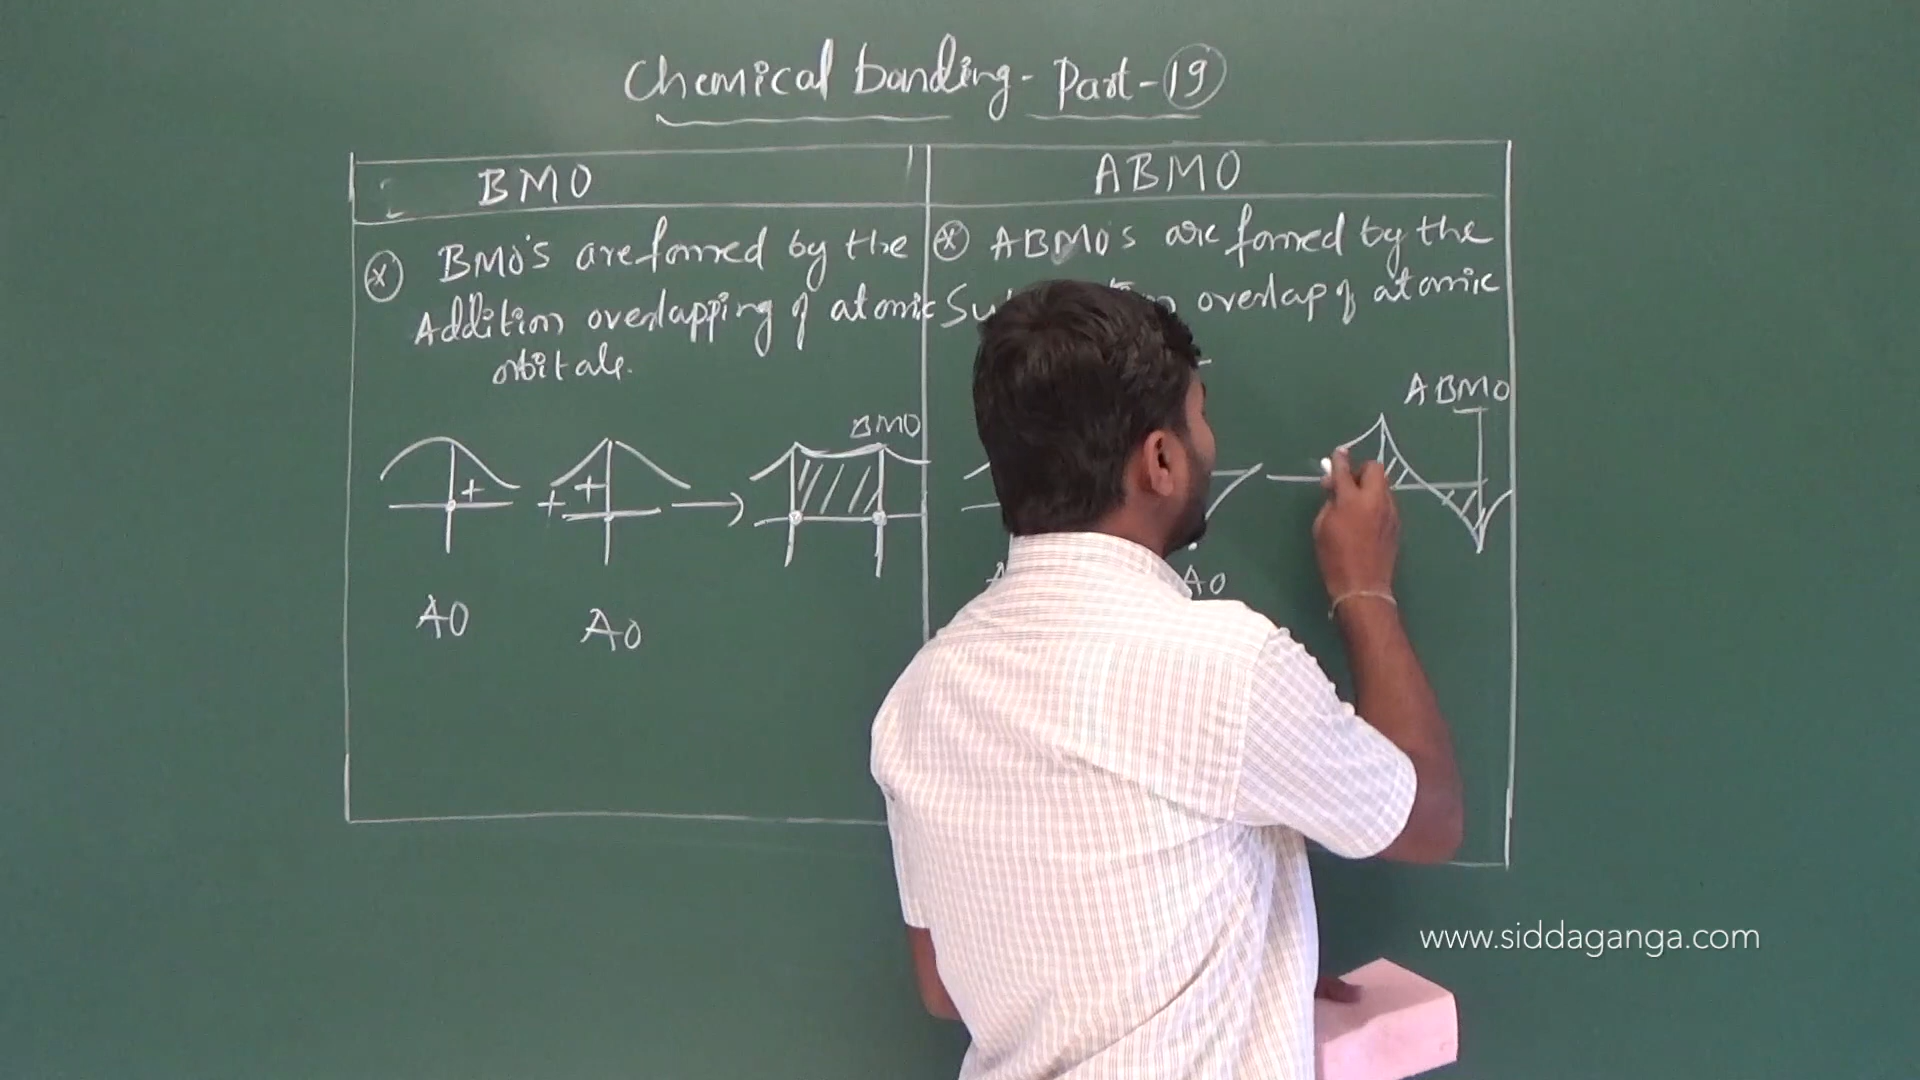 Chemical bonding - Part - 19
BMO
ABMO
BMO's are formed by the
Addition overlapping of atomic
orbitals.
ABMO's are formed by the
overlap of atomic
BMO
+
+ +
AO
AO
ABMO
AO
www.siddaganga.com